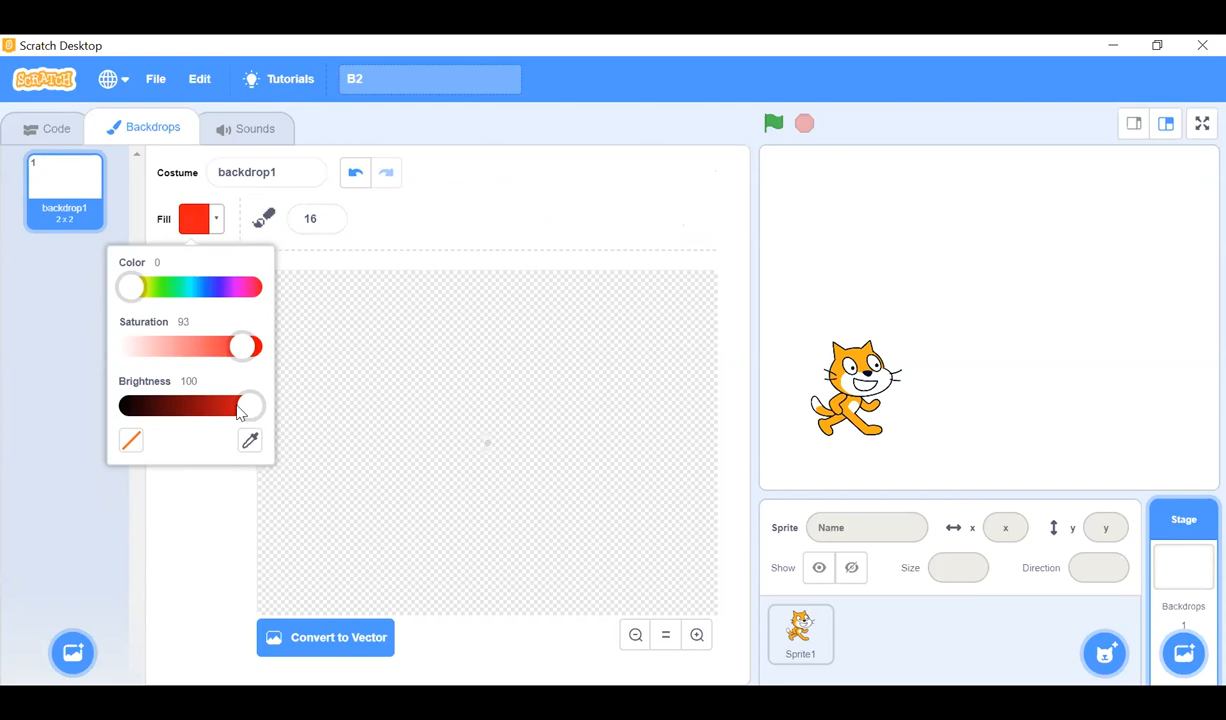 Scratch Desktop
SCRATCH
File
Edit
Tutorials
B2
Code
Backdrops
Sounds
1
backdrop1
2 x 2
Costume
backdrop1
Fill
16
Color 0
Saturation 93
Brightness 100
Convert to Vector
Sprite
Name
x
x
y
y
Show
Size
Direction
Sprite1
Stage
Backdrops
1